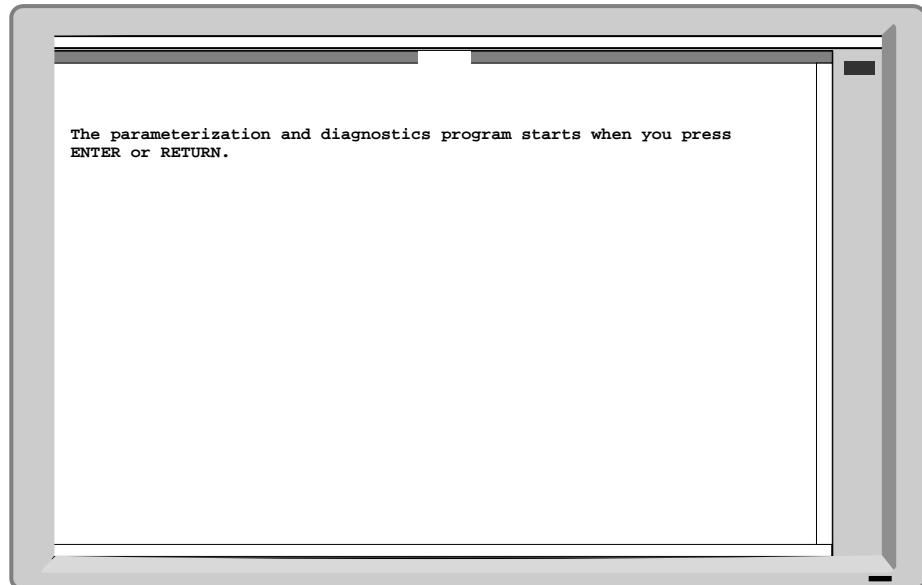 The parameterization and diagnostics program starts when you press
ENTER or RETURN.